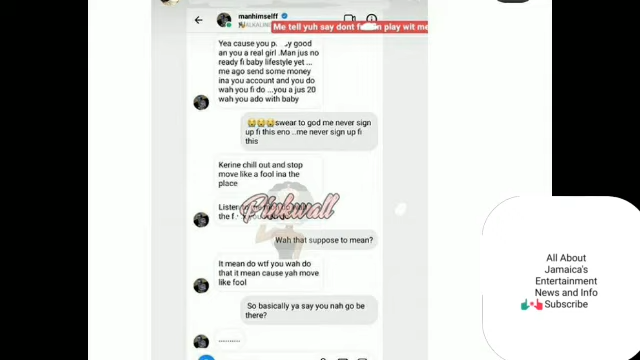 manhimselff
ALKALINE
Me tell yuh say dont play wit me
Yea cause you good
an you a real girl .Man jus no
ready fi baby lifestyle yet ...
me ago send some money
ina you account and you do
wah you fi do ...you a jus 20
wah you ado with baby
😭😭😭swear to god me never sign
up fi this eno ..me never sign up fi
this
Kerine chill out and stop
move like a fool ina the
place
Pinkwall
the
Wah that suppose to mean?
It mean do wtf you wah do
that it mean cause yah move
like fool
So basically ya say you nah go be
there?
..........
All About
Jamaica's
Entertainment
News and Info
Subscribe